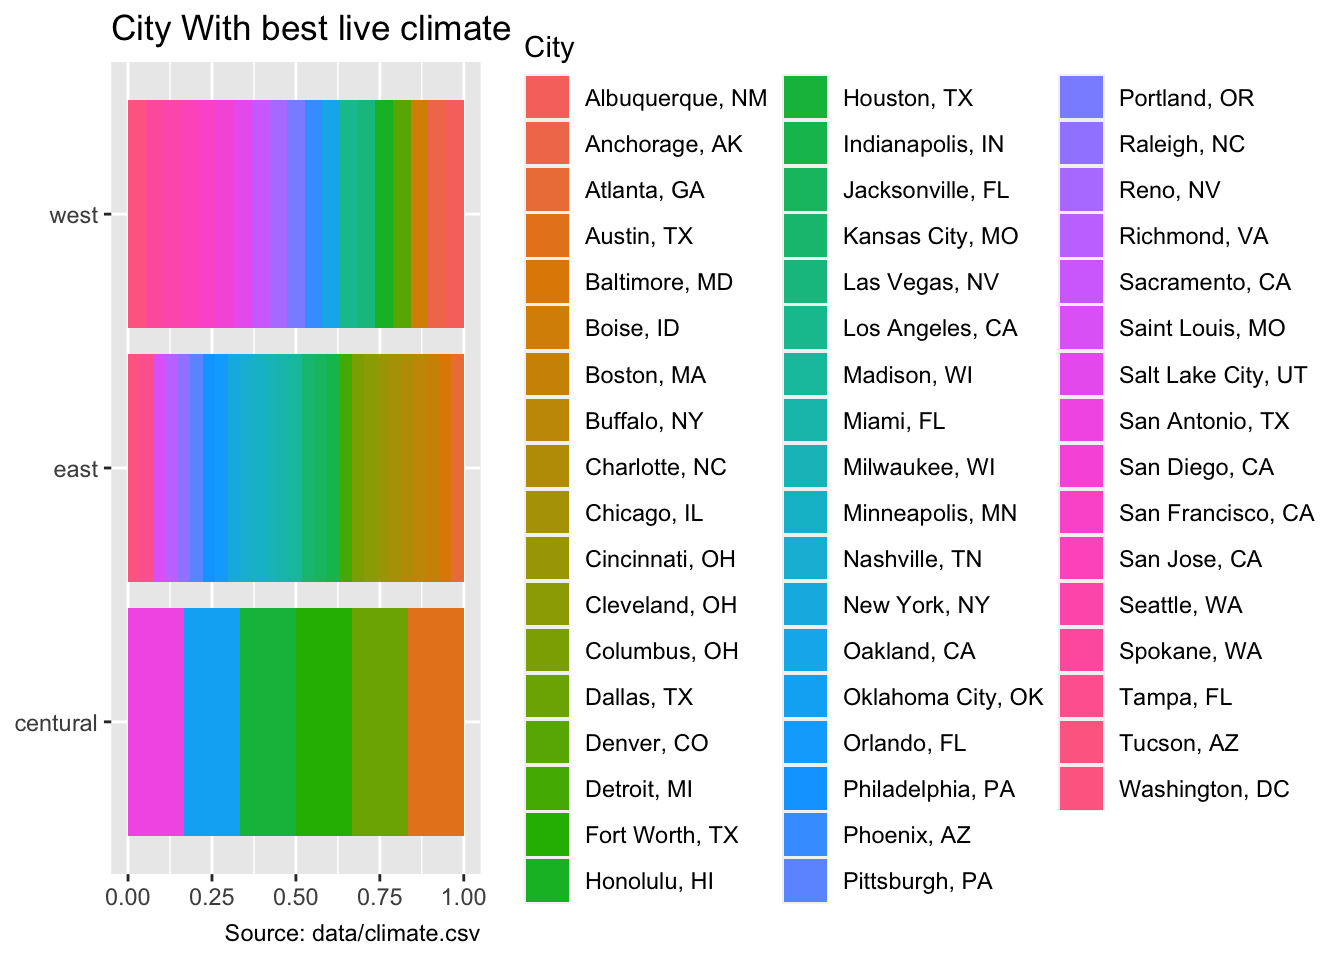 City With best live climate
west
east
centural
0.00 0.25 0.50 0.75 1.00
Source: data/climate.csv
City
Albuquerque, NM
Anchorage, AK
Atlanta, GA
Austin, TX
Baltimore, MD
Boise, ID
Boston, MA
Buffalo, NY
Charlotte, NC
Chicago, IL
Cincinnati, OH
Cleveland, OH
Columbus, OH
Dallas, TX
Denver, CO
Detroit, MI
Fort Worth, TX
Honolulu, HI
Houston, TX
Indianapolis, IN
Jacksonville, FL
Kansas City, MO
Las Vegas, NV
Los Angeles, CA
Madison, WI
Miami, FL
Milwaukee, WI
Minneapolis, MN
Nashville, TN
New York, NY
Oakland, CA
Oklahoma City, OK
Orlando, FL
Philadelphia, PA
Phoenix, AZ
Pittsburgh, PA
Portland, OR
Raleigh, NC
Reno, NV
Richmond, VA
Sacramento, CA
Saint Louis, MO
Salt Lake City, UT
San Antonio, TX
San Diego, CA
San Francisco, CA
San Jose, CA
Seattle, WA
Spokane, WA
Tampa, FL
Tucson, AZ
Washington, DC